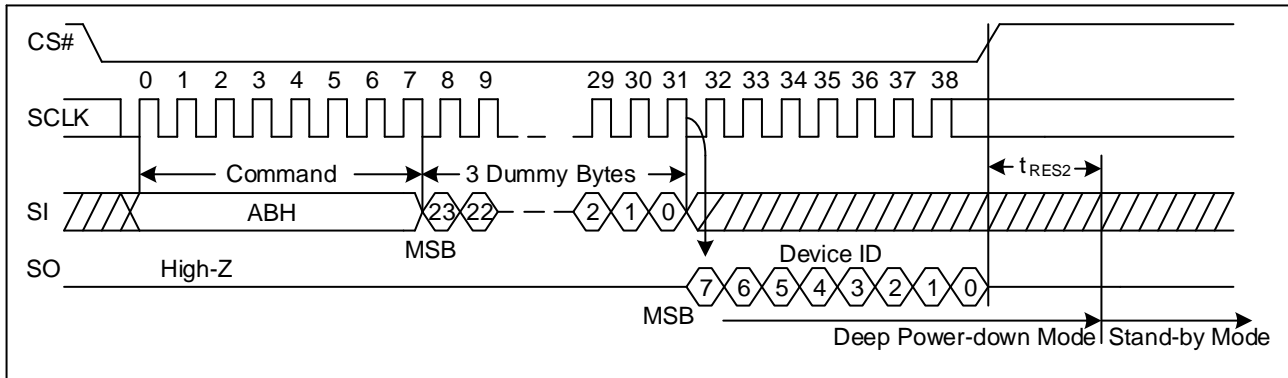 CS#
0 1 2 3 4 5 6 7 8 9 29 30 31 32 33 34 35 36 37 38
SCLK
Command 3 Dummy Bytes tRES2
SI ABH 23 22 2 1 0
MSB
SO High-Z Device ID
7 6 5 4 3 2 1 0
MSB
Deep Power-down Mode Stand-by Mode